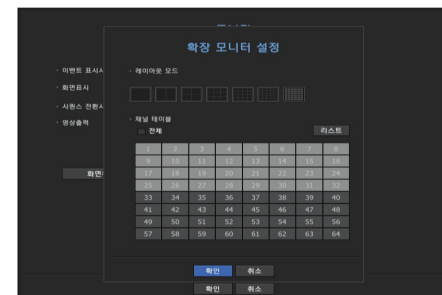 확장 모니터 설정
· 이벤트 표시시
· 레이아웃 모드
· 화면표시
· 시퀀스 전환시
· 채널 테이블
· 영상출력
전체
리스트
1 2 3 4 5 6 7 8
9 10 11 12 13 14 15 16
17 18 19 20 21 22 23 24
25 26 27 28 29 30 31 32
33 34 35 36 37 38 39 40
41 42 43 44 45 46 47 48
49 50 51 52 53 54 55 56
57 58 59 60 61 62 63 64
화면
확인 취소
확인 취소